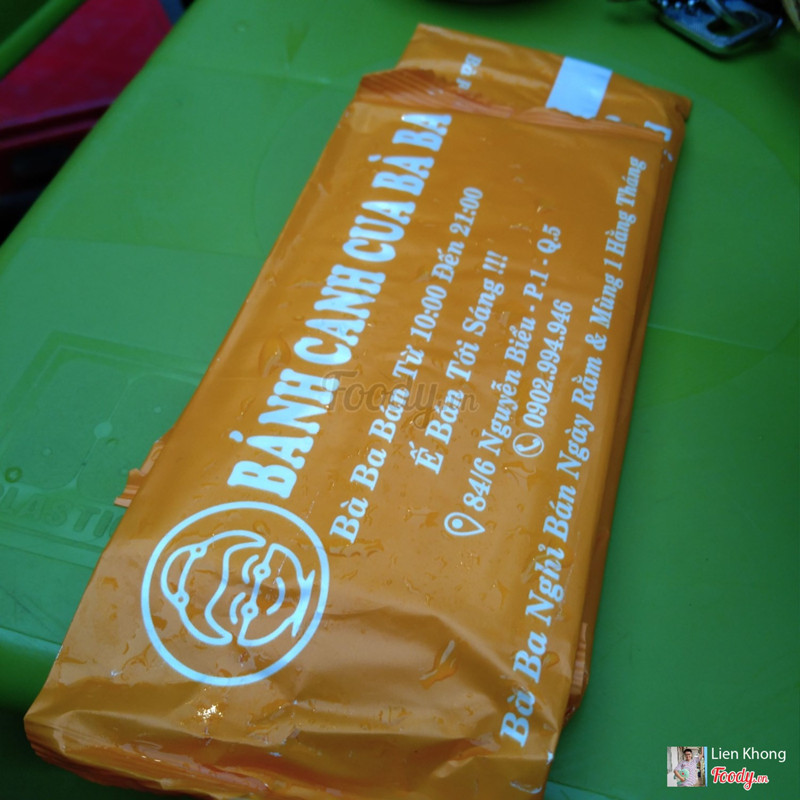 BÁNH CANH CUA BÀ BA
Bà Ba Bán Từ 10:00 Đến 21:00
Ế Bán Tới Sáng !!!
84/6 Nguyễn Biểu - P.1 - Q.5
0902.994.946
Bà Ba Nghỉ Bán Ngày Rằm & Mùng 1 Hằng Tháng
Foody.vn
Lien Khong
Foody.vn